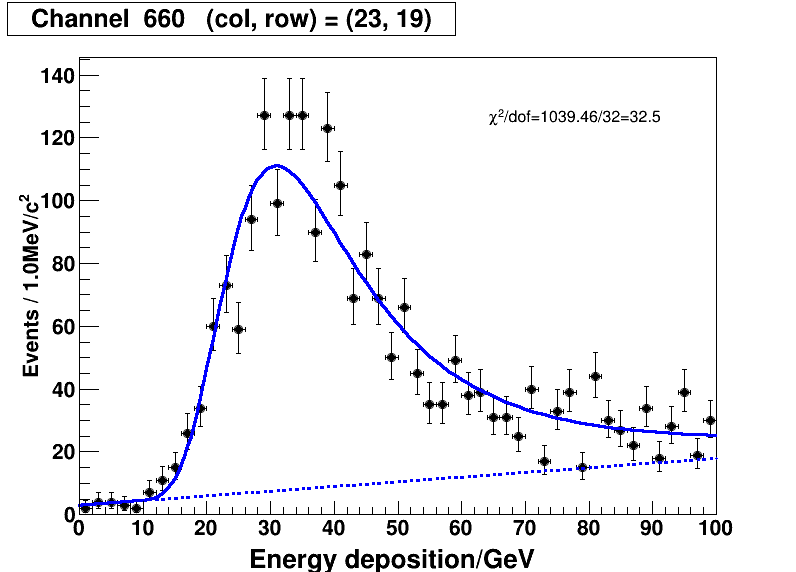 Channel  660   (col, row) = (23, 19)
χ²/dof=1039.46/32=32.5
Events / 1.0MeV/c²
140
120
100
80
60
40
20
0
0 10 20 30 40 50 60 70 80 90 100
Energy deposition/GeV